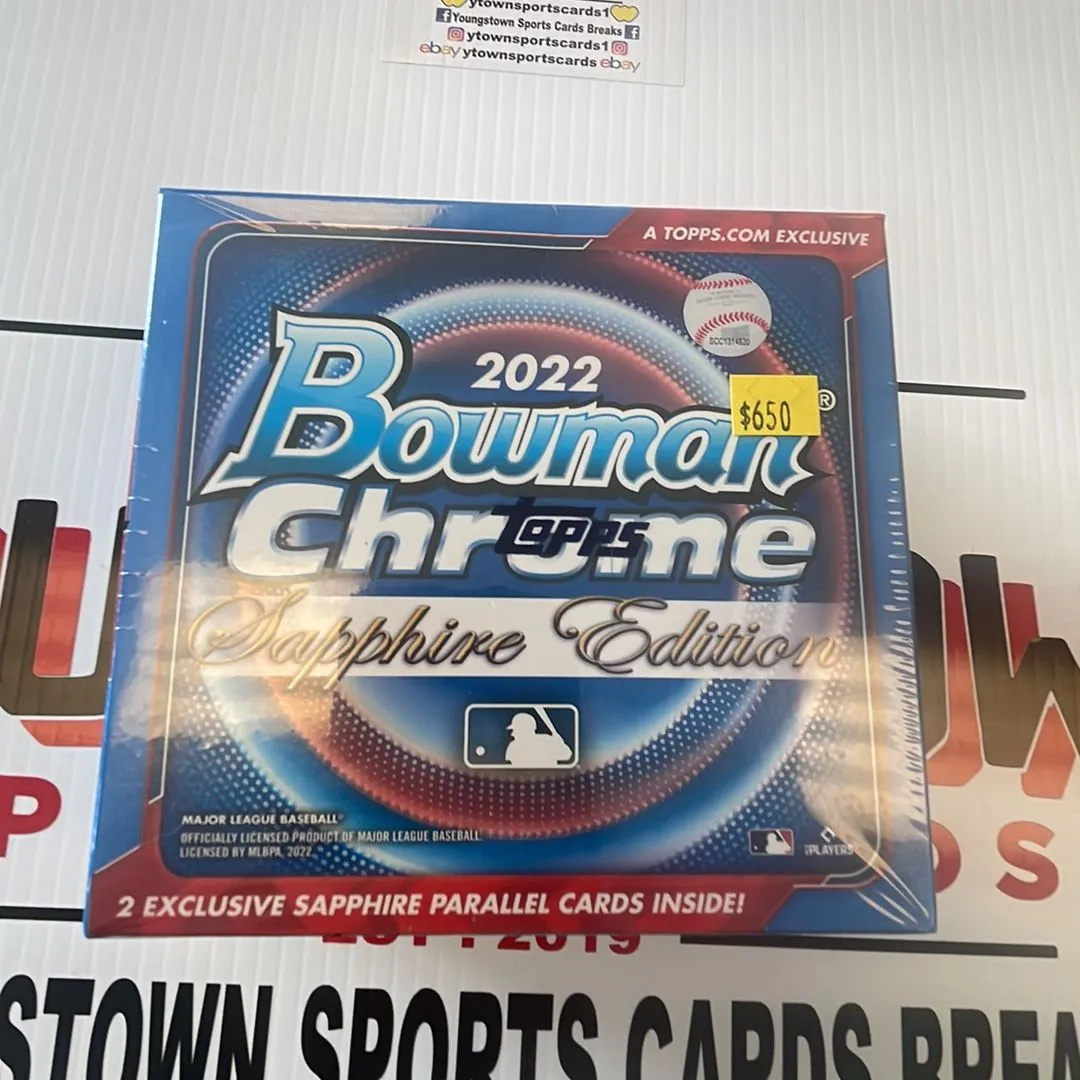 ytownsportscards1
Youngstown Sports Cards Breaks
ytownsportscards1
ebay ytownsportscards ebay
A TOPPS.COM EXCLUSIVE
SCC1314520
2022
$650
Bowman®
Chrome
topps
Sapphire Edition
MAJOR LEAGUE BASEBALL
OFFICIALLY LICENSED PRODUCT OF MAJOR LEAGUE BASEBALL.
LICENSED BY MLBPA, 2022.
PLAYERS
2 EXCLUSIVE SAPPHIRE PARALLEL CARDS INSIDE!
STOWN SPORTS CARDS BREA